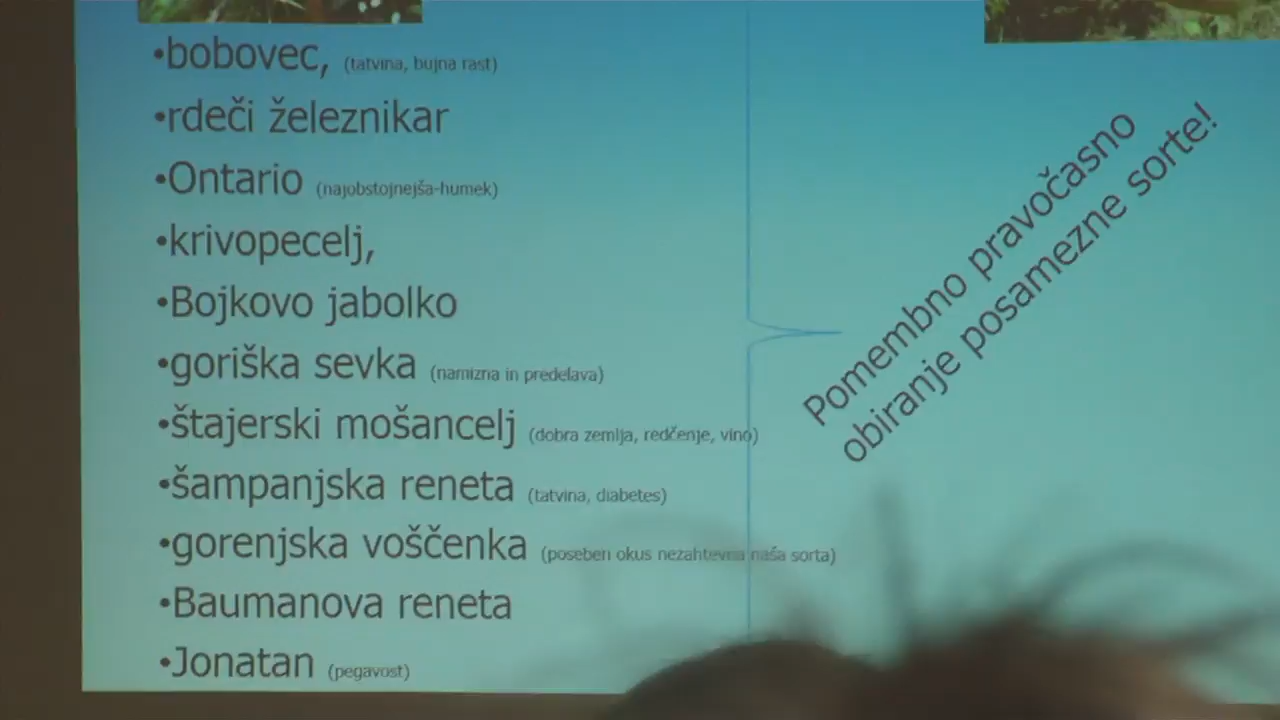 •bobovec, (tatvina, bujna rast)
•rdeči železnikar
•Ontario (najobstojnejša-humek)
•krivopecelj,
•Bojkovo jabolko
•goriška sevka (namizna in predelava)
•štajerski mošancelj (dobra zemlja, redčenje, vino)
•šampanjska reneta (tatvina, diabetes)
•gorenjska voščenka (poseben okus nezahtevna naša sorta)
•Baumanova reneta
•Jonatan (pegavost)
Pomembno pravočasno
obiranje posamezne sorte!